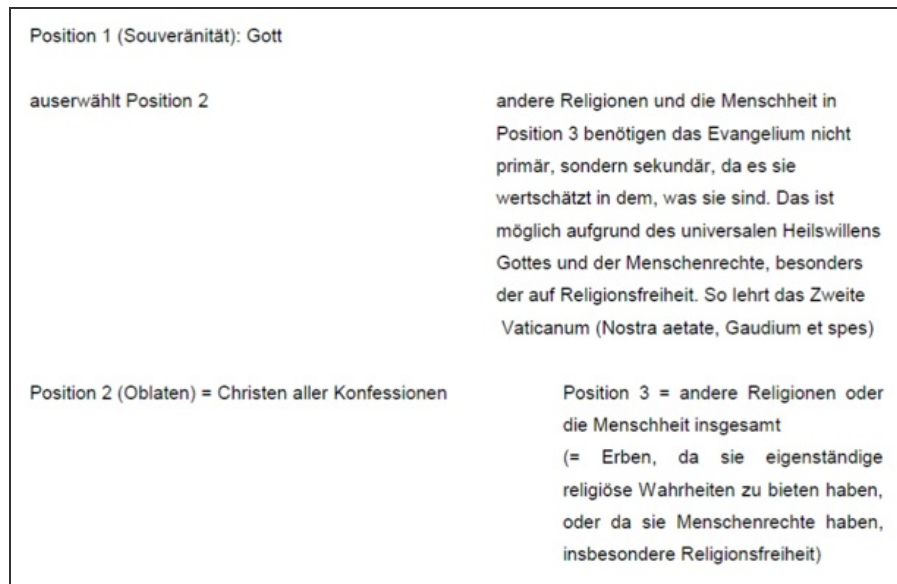 Position 1 (Souveränität): Gott
auserwählt Position 2
andere Religionen und die Menschheit in
Position 3 benötigen das Evangelium nicht
primär, sondern sekundär, da es sie
wertschätzt in dem, was sie sind. Das ist
möglich aufgrund des universalen Heilswillens
Gottes und der Menschenrechte, besonders
der auf Religionsfreiheit. So lehrt das Zweite
Vaticanum (Nostra aetate, Gaudium et spes)
Position 2 (Oblaten) = Christen aller Konfessionen
Position 3 = andere Religionen oder
die Menschheit insgesamt
(= Erben, da sie eigenständige
religiöse Wahrheiten zu bieten haben,
oder da sie Menschenrechte haben,
insbesondere Religionsfreiheit)